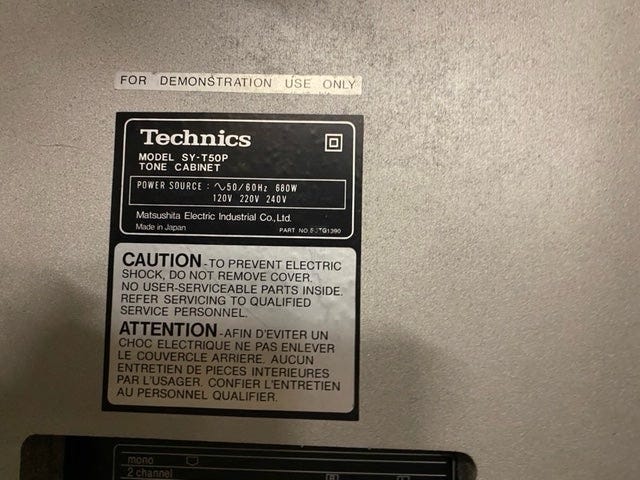 FOR DEMONSTRATION USE ONLY
Technics
MODEL SY-T50P
TONE CABINET
POWER SOURCE : ∿50/60Hz 680W
120V 220V 240V
Matsushita Electric Industrial Co., Ltd.
Made in Japan
PART NO
CAUTION-TO PREVENT ELECTRIC
SHOCK, DO NOT REMOVE COVER.
NO USER-SERVICEABLE PARTS INSIDE.
REFER SERVICING TO QUALIFIED
SERVICE PERSONNEL.
ATTENTION-AFIN D'EVITER UN
CHOC ELECTRIQUE NE PAS ENLEVER
LE COUVERCLE ARRIERE. AUCUN
ENTRETIEN DE PIECES INTERIEURES
PAR L'USAGER. CONFIER L'ENTRETIEN
AU PERSONNEL QUALIFIER.
mono
2 channel